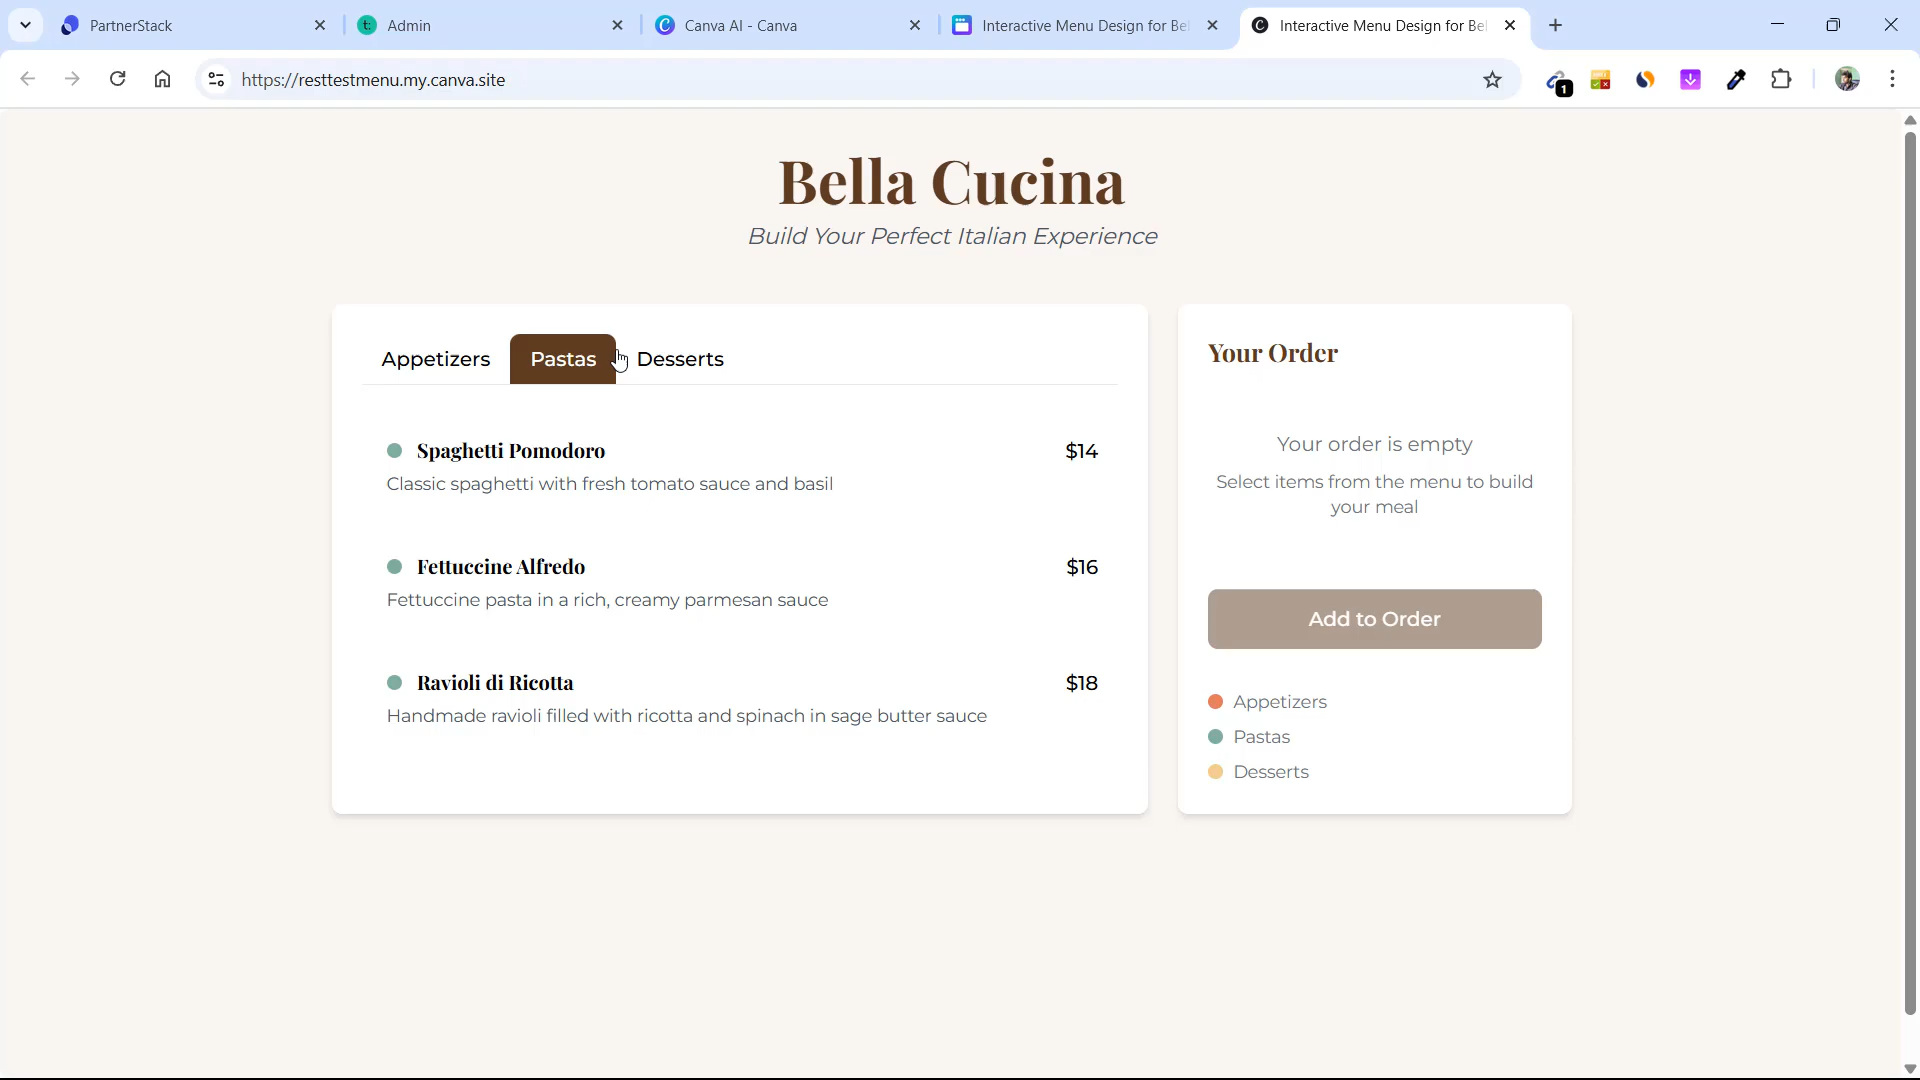 PartnerStack
Admin
Canva AI - Canva
Interactive Menu Design for Be
Interactive Menu Design for Bel
https://resttestmenu.my.canva.site
1
Bella Cucina
Build Your Perfect Italian Experience
Appetizers
Pastas
Desserts
Spaghetti Pomodoro
$14
Classic spaghetti with fresh tomato sauce and basil
Fettuccine Alfredo
$16
Fettuccine pasta in a rich, creamy parmesan sauce
Ravioli di Ricotta
$18
Handmade ravioli filled with ricotta and spinach in sage butter sauce
Your Order
Your order is empty
Select items from the menu to build
your meal
Add to Order
Appetizers
Pastas
Desserts